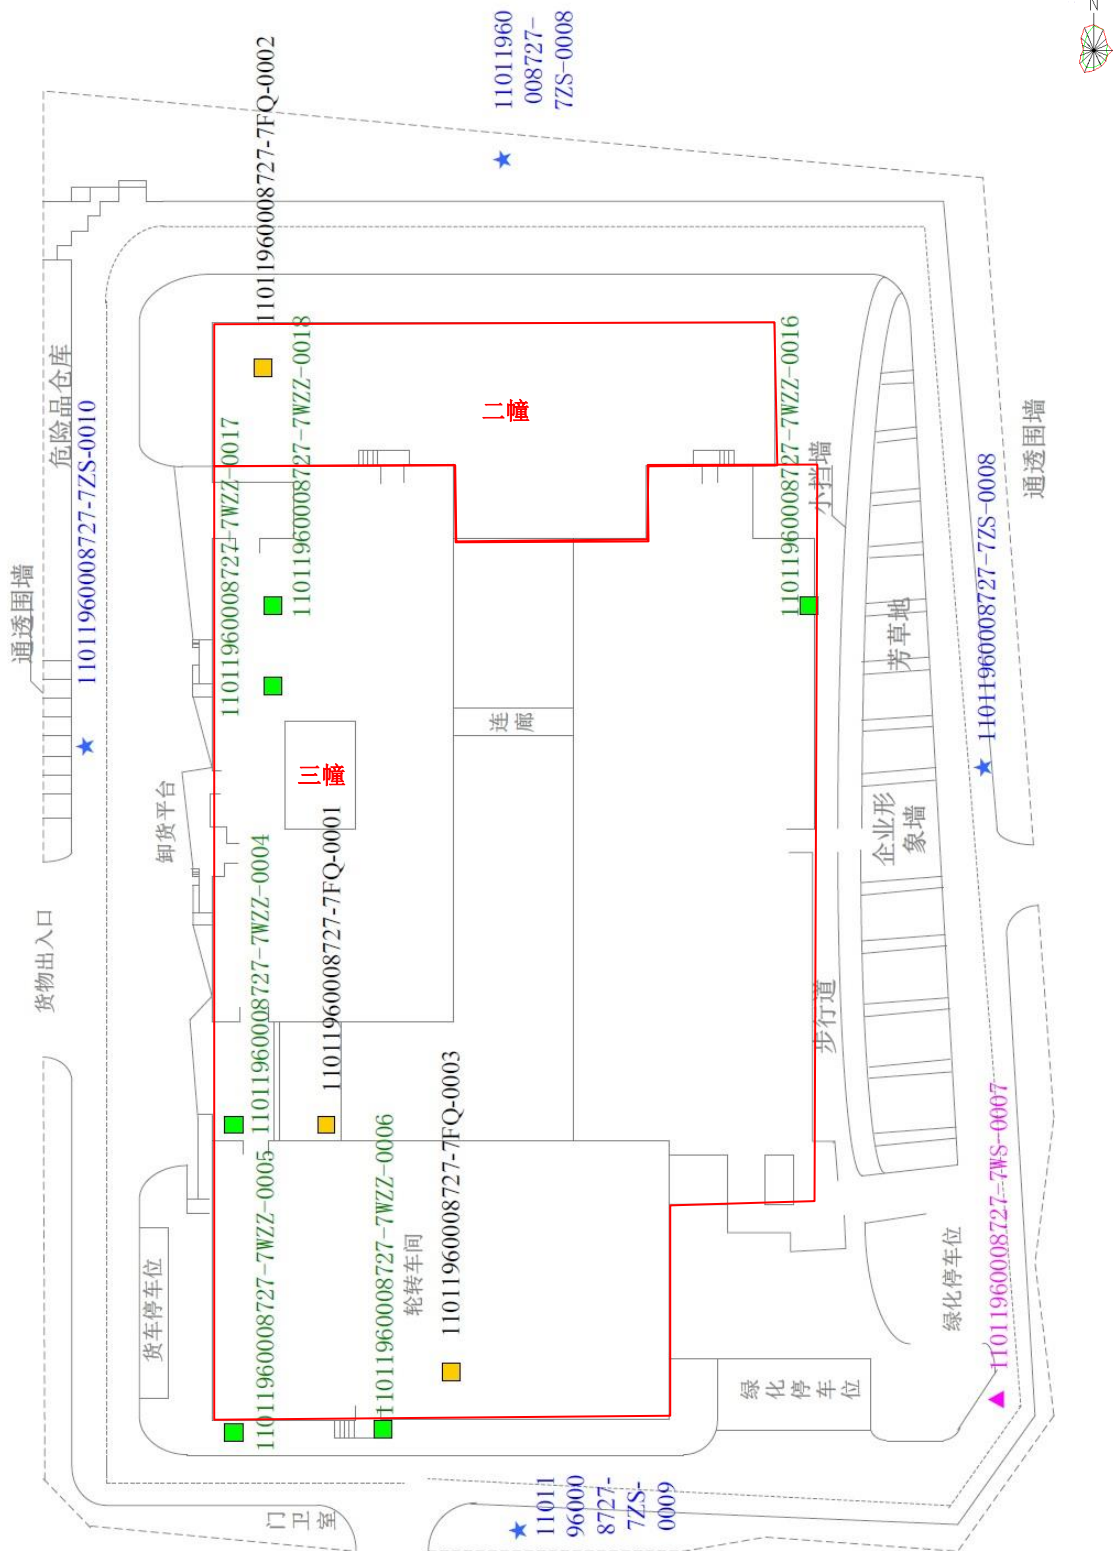 N
11011960
008727-
7ZS-0008
11011960008727-7FQ-0002
危险品仓库
11011960008727-7ZS-0010
11011960008727-7WZZ-0018
11011960008727-7WZZ-0016
二幢
11011960008727-7WZZ-0017
小挡墙
通透围墙
11011960008727-7ZS-0008
通透围墙
芳草地
连廊
三幢
卸货平台
企业形
象墙
11011960008727-7WZZ-0004
11011960008727-7FQ-0001
货物出入口
步行道
11011960008727-7FQ-0003
11011960008727-7WZZ-0005
11011960008727-7WZZ-0006
11011960008727-7WS-0007
轮转车间
货车停车位
绿化停车位
绿化停车位
门卫室
11011
96000
8727-
7ZS-
0009